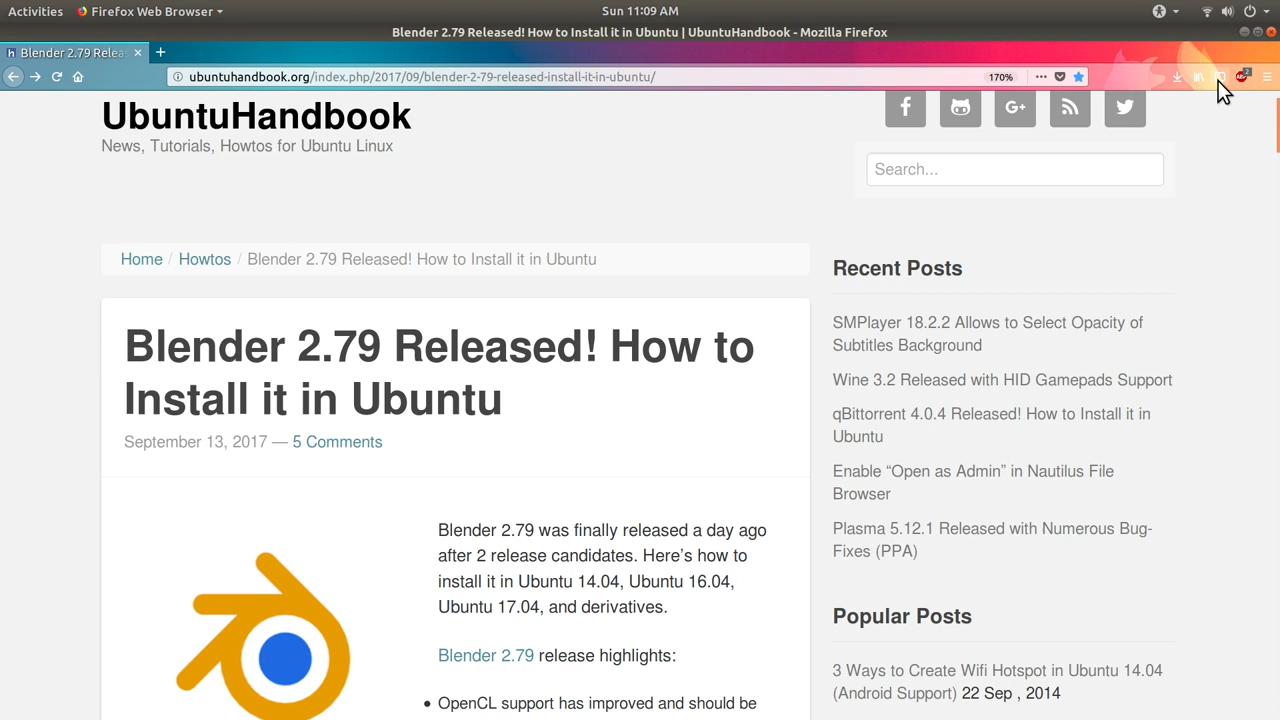 Activities
Firefox Web Browser
Sun 11:09 AM
Blender 2.79 Released! How to Install it in Ubuntu | UbuntuHandbook - Mozilla Firefox
Blender 2.79 Relea
ubuntuhandbook.org/index.php/2017/09/blender-2-79-released-install-it-in-ubuntu/
170%
ABP
2
UbuntuHandbook
News, Tutorials, Howtos for Ubuntu Linux
Search...
Home / Howtos / Blender 2.79 Released! How to Install it in Ubuntu
Blender 2.79 Released! How to
Install it in Ubuntu
September 13, 2017 — 5 Comments
Blender 2.79 was finally released a day ago
after 2 release candidates. Here’s how to
install it in Ubuntu 14.04, Ubuntu 16.04,
Ubuntu 17.04, and derivatives.
Blender 2.79 release highlights:
• OpenCL support has improved and should be
Recent Posts
SMPlayer 18.2.2 Allows to Select Opacity of
Subtitles Background
Wine 3.2 Released with HID Gamepads Support
qBittorrent 4.0.4 Released! How to Install it in
Ubuntu
Enable “Open as Admin” in Nautilus File
Browser
Plasma 5.12.1 Released with Numerous Bug-
Fixes (PPA)
Popular Posts
3 Ways to Create Wifi Hotspot in Ubuntu 14.04
(Android Support) 22 Sep , 2014